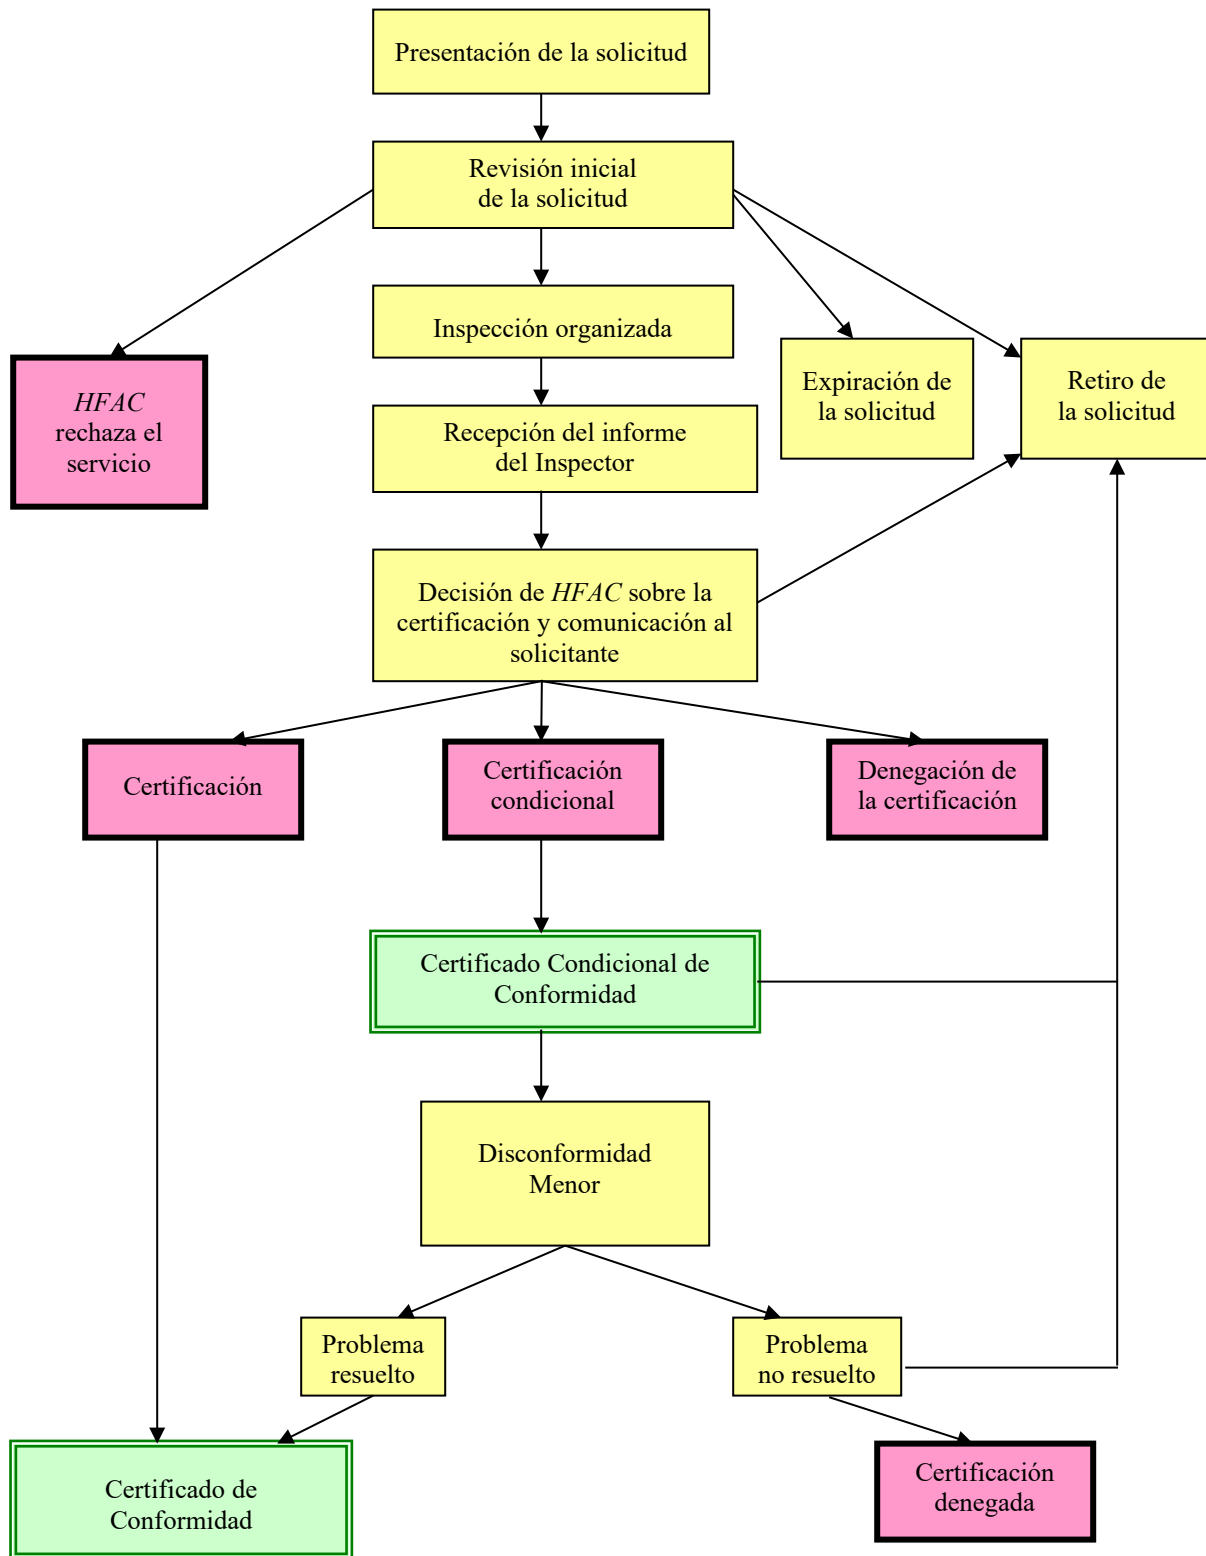 Presentación de la solicitud
Revisión inicial
de la solicitud
Inspección organizada
HFAC
rechaza el
servicio
Recepción del informe
del Inspector
Expiración de
la solicitud
Retiro de
la solicitud
Decisión de HFAC sobre la
certificación y comunicación al
solicitante
Certificación
Certificación
condicional
Denegación de
la certificación
Certificado Condicional de
Conformidad
Disconformidad
Menor
Problema
resuelto
Problema
no resuelto
Certificado de
Conformidad
Certificación
denegada